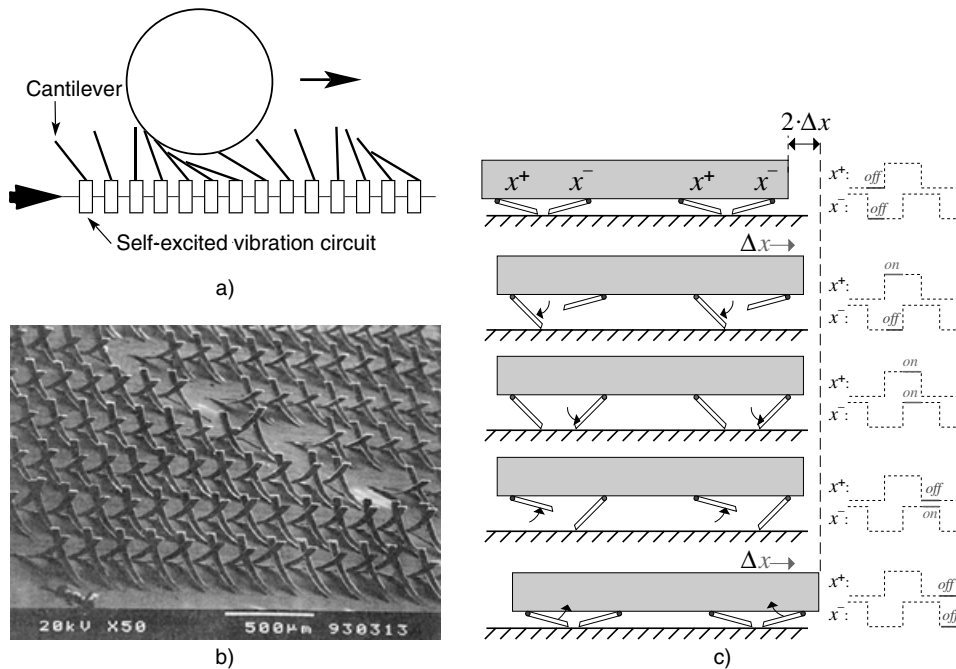 Cantilever
Self-excited vibration circuit
a)
20kV X50 500µm 930313
b)
2·Δx
x⁺ x⁻ x⁺ x⁻
x⁺: off
x⁻: off
Δx
on
x⁺:
x⁻: off
on
x⁺:
on
x⁻:
x⁺: off
x⁻: on
Δx
x⁺: off
x⁻: off
c)